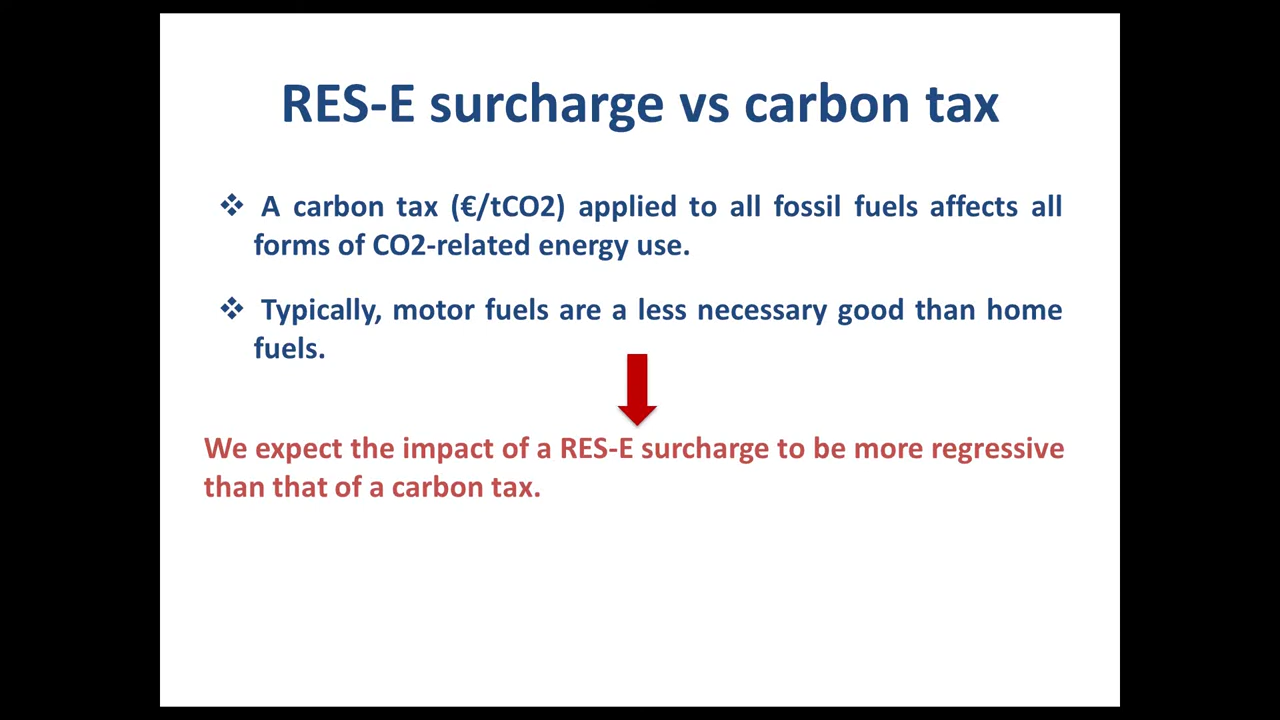 RES-E surcharge vs carbon tax
❖ A carbon tax (€/tCO2) applied to all fossil fuels affects all
forms of CO2-related energy use.
❖ Typically, motor fuels are a less necessary good than home
fuels.
We expect the impact of a RES-E surcharge to be more regressive
than that of a carbon tax.